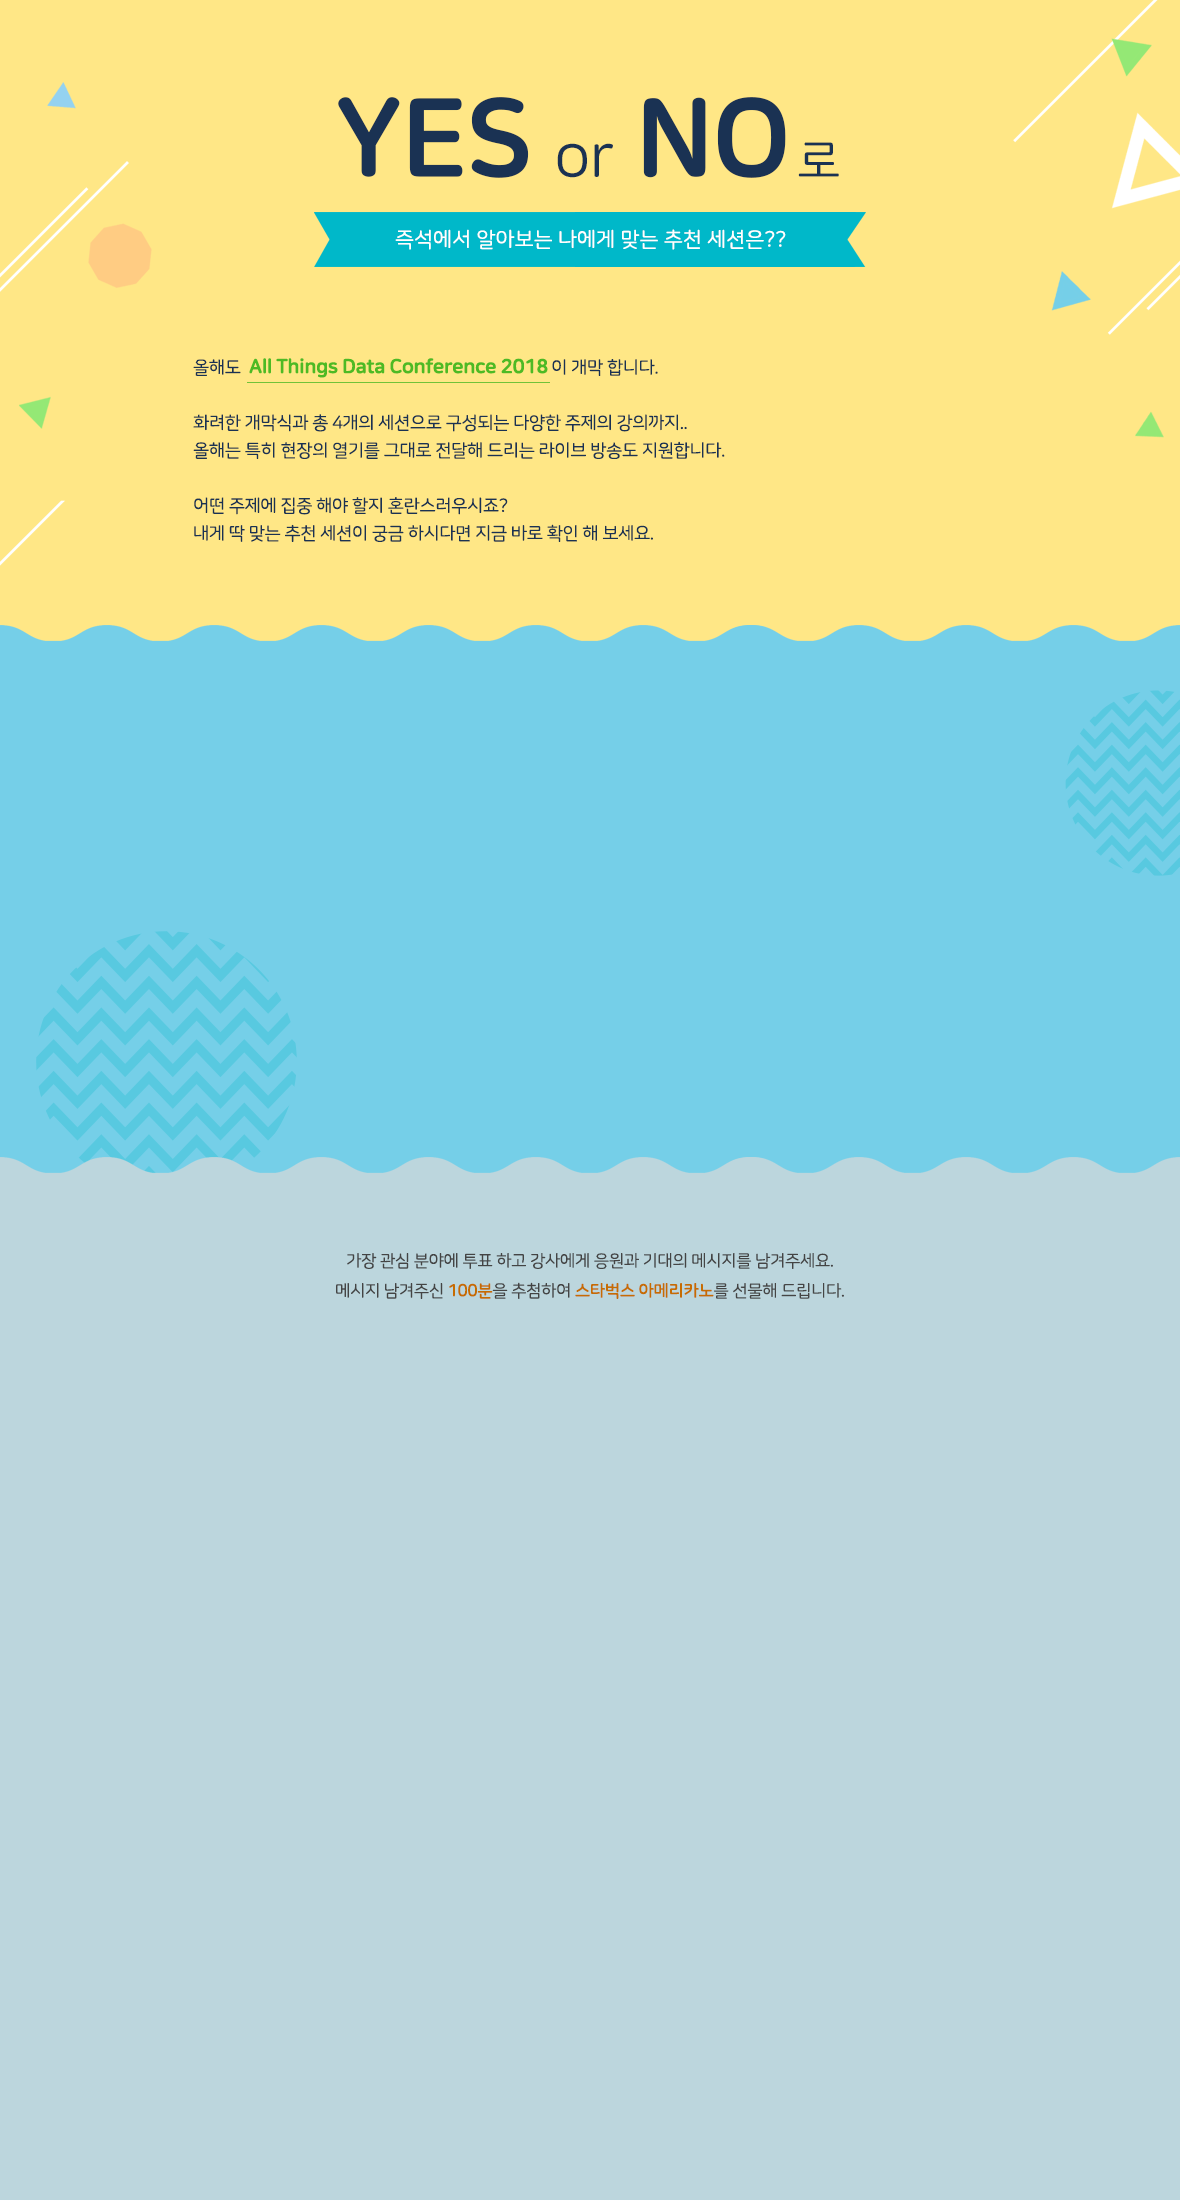 YES or NO 로
즉석에서 알아보는 나에게 맞는 추천 세션은??
올해도 All Things Data Conference 2018이 개막 합니다.
화려한 개막식과 총 4개의 세션으로 구성되는 다양한 주제의 강의까지..
올해는 특히 현장의 열기를 그대로 전달해 드리는 라이브 방송도 지원합니다.
어떤 주제에 집중 해야 할지 혼란스러우시죠?
내게 딱 맞는 추천 세션이 궁금 하시다면 지금 바로 확인 해 보세요.
가장 관심 분야에 투표 하고 강사에게 응원과 기대의 메시지를 남겨주세요.
메시지 남겨주신 100분을 추첨하여 스타벅스 아메리카노를 선물해 드립니다.